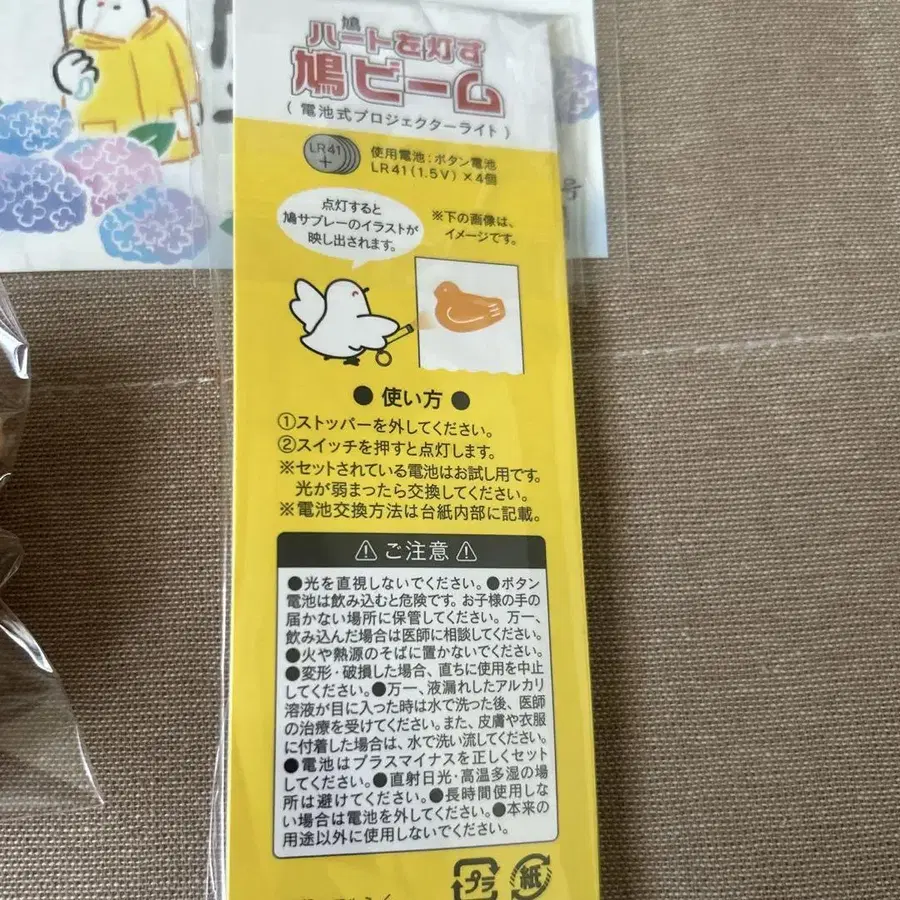 鳩
ハートを灯す
鳩ビーム
(電池式プロジェクターライト)
LR41
+
使用電池:ボタン電池
LR41(1.5V)×4個
点灯すると
鳩サブレーのイラストが
映し出されます。
※下の画像は、
イメージです。
● 使い方 ●
①ストッパーを外してください。
②スイッチを押すと点灯します。
※セットされている電池はお試し用です。
光が弱まったら交換してください。
※電池交換方法は台紙内部に記載。
⚠ご注意⚠
●光を直視しないでください。●ボタン
電池は飲み込むと危険です。お子様の手の
届かない場所に保管してください。万一、
飲み込んだ場合は医師に相談してください。
●火や熱源のそばに置かないでください。
●変形・破損した場合、直ちに使用を中止
してください。●万一、液漏れしたアルカリ
溶液が目に入った時は水で洗った後、医師
の治療を受けてください。また、皮膚や衣服
に付着した場合は、水で洗い流してください。
●電池はプラスマイナスを正しくセット
してください。●直射日光・高温多湿の場
所は避けてください。●長時間使用しな
い場合は電池を外してください。●本来の
用途以外に使用しないでください。
プラ
紙